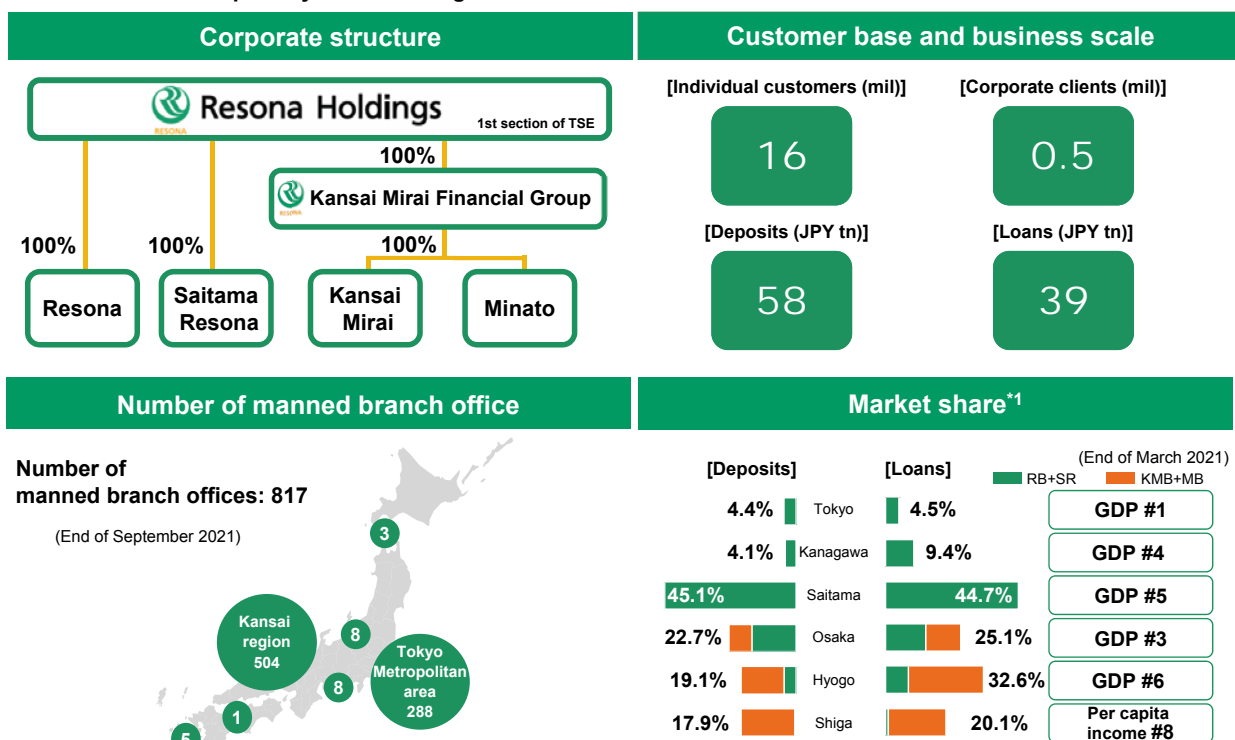 Corporate structure
Resona Holdings
RESONA
1st section of TSE
100%
Kansai Mirai Financial Group
RESONA
100%
100%
100%
Resona
Saitama
Resona
Kansai
Mirai
Minato
Customer base and business scale
[Individual customers (mil)]
[Corporate clients (mil)]
16
0.5
[Deposits (JPY tn)]
[Loans (JPY tn)]
58
39
Number of manned branch office
Number of
manned branch offices: 817
(End of September 2021)
3
Kansai
region
504
8
Tokyo
Metropolitan
area
288
8
1
5
Market share*1
(End of March 2021)
[Deposits]
[Loans]
RB+SR
KMB+MB
4.4% Tokyo 4.5% GDP #1
4.1% Kanagawa 9.4% GDP #4
45.1% Saitama 44.7% GDP #5
22.7% Osaka 25.1% GDP #3
19.1% Hyogo 32.6% GDP #6
17.9% Shiga 20.1% Per capita
income #8